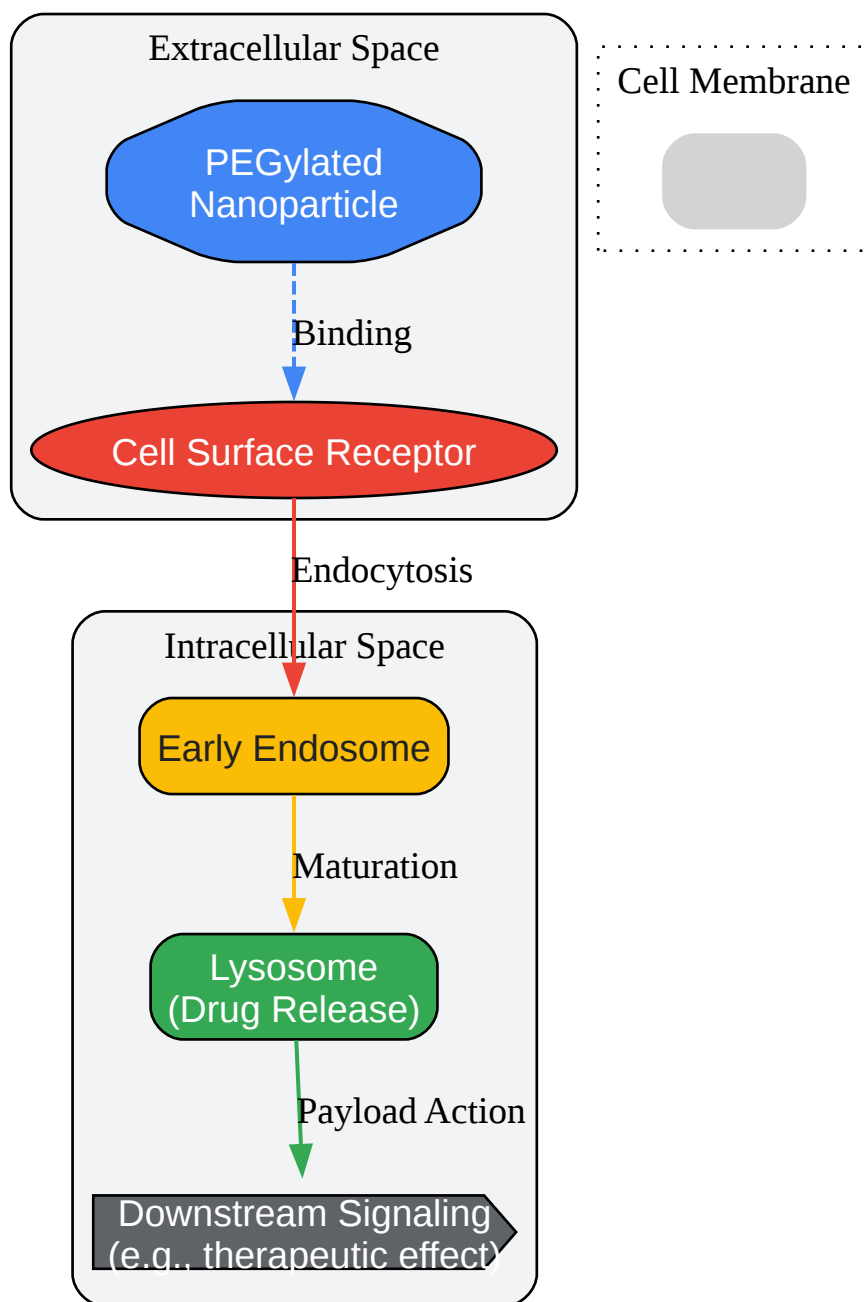 Extracellular Space
Cell Membrane
PEGylated
Nanoparticle
Binding
Cell Surface Receptor
Endocytosis
Intracellular Space
Early Endosome
Maturation
Lysosome
(Drug Release)
Payload Action
Downstream Signaling
(e.g., therapeutic effect)